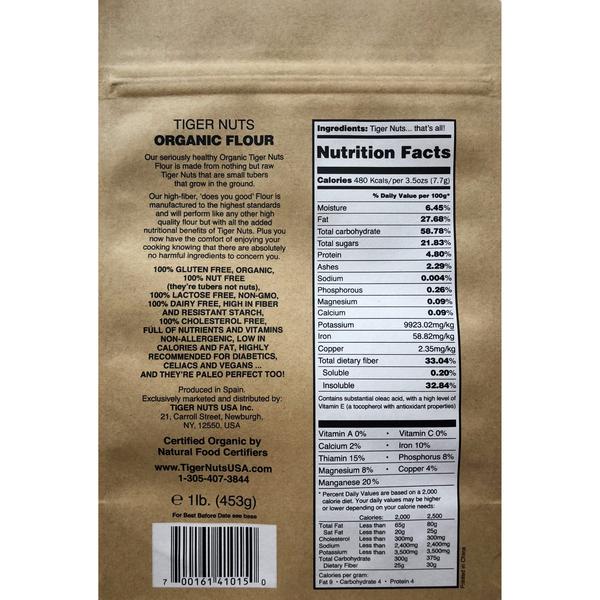 TIGER NUTS
ORGANIC FLOUR
Our seriously healthy Organic Tiger Nuts
Flour is made from nothing but raw
Tiger Nuts that are small tubers
that grow in the ground.
Our high-fiber, 'does you good' Flour is
manufactured to the highest standards
and will perform like any other high
quality flour but with all the added
nutritional benefits of Tiger Nuts. Plus you
now have the comfort of enjoying your
cooking knowing that there are absolutely
no harmful ingredients to concern you.
100% GLUTEN FREE, ORGANIC,
100% NUT FREE
(they're tubers not nuts),
100% LACTOSE FREE, NON-GMO,
100% DAIRY FREE, HIGH IN FIBER
AND RESISTANT STARCH,
100% CHOLESTEROL FREE,
FULL OF NUTRIENTS AND VITAMINS
NON-ALLERGENIC, LOW IN
CALORIES AND FAT, HIGHLY
RECOMMENDED FOR DIABETICS,
CELIACS AND VEGANS ...
AND THEY'RE PALEO PERFECT TOO!
Produced in Spain.
Exclusively marketed and distributed by:
TIGER NUTS USA Inc.
21, Carroll Street, Newburgh,
NY, 12550, USA
Certified Organic by
Natural Food Certifiers
www.TigerNutsUSA.com
1-305-407-3844
℮ 1lb. (453g)
For Best Before Date see base
7 00161 41015 0
Ingredients: Tiger Nuts... that's all!
Nutrition Facts
Calories 480 Kcals/per 3.5ozs (7.7g)
% Daily Value per 100g*
Moisture 6.45%
Fat 27.68%
Total carbohydrate 58.78%
Total sugars 21.83%
Protein 4.80%
Ashes 2.29%
Sodium 0.004%
Phosphorous 0.26%
Magnesium 0.09%
Calcium 0.09%
Potassium 9923.02mg/kg
Iron 58.82mg/kg
Copper 2.35mg/kg
Total dietary fiber 33.04%
Soluble 0.20%
Insoluble 32.84%
Contains substantial oleac acid, with a high level of
Vitamin E (a tocopherol with antioxidant properties)
Vitamin A 0% • Vitamin C 0%
Calcium 2% • Iron 10%
Thiamin 15% • Phosphorus 8%
Magnesium 8% • Copper 4%
Manganese 20%
* Percent Daily Values are based on a 2,000
calorie diet. Your daily values may be higher
or lower depending on your calorie needs:
Calories: 2,000 2,500
Total Fat Less than 65g 80g
Sat Fat Less than 20g 25g
Cholesterol Less than 300mg 300mg
Sodium Less than 2,400mg 2,400mg
Potassium 3,500mg 3,500mg
Total Carbohydrate 300g 375g
Dietary Fiber 25g 30g
Calories per gram:
Fat 9 • Carbohydrate 4 • Protein 4
Printed in China